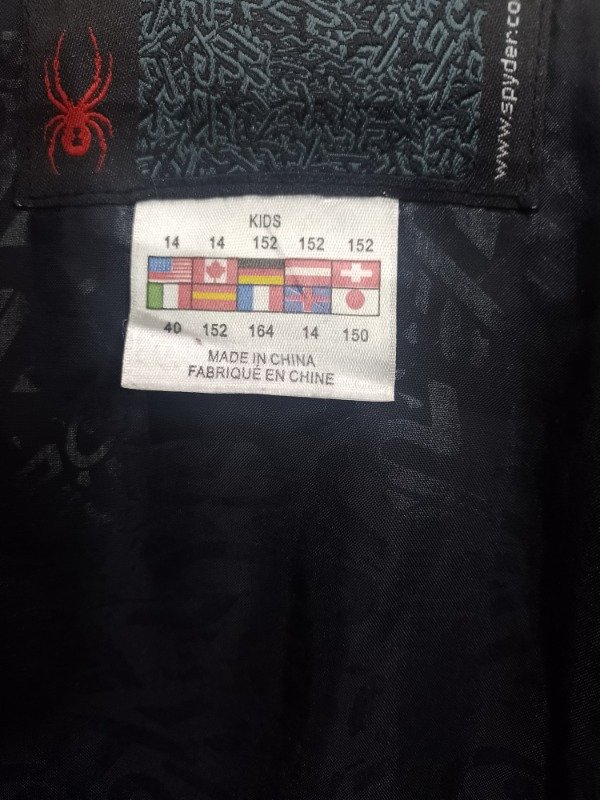 www.spyder.co
KIDS
14 14 152 152 152
40 152 164 14 150
MADE IN CHINA
FABRIQUÉ EN CHINE